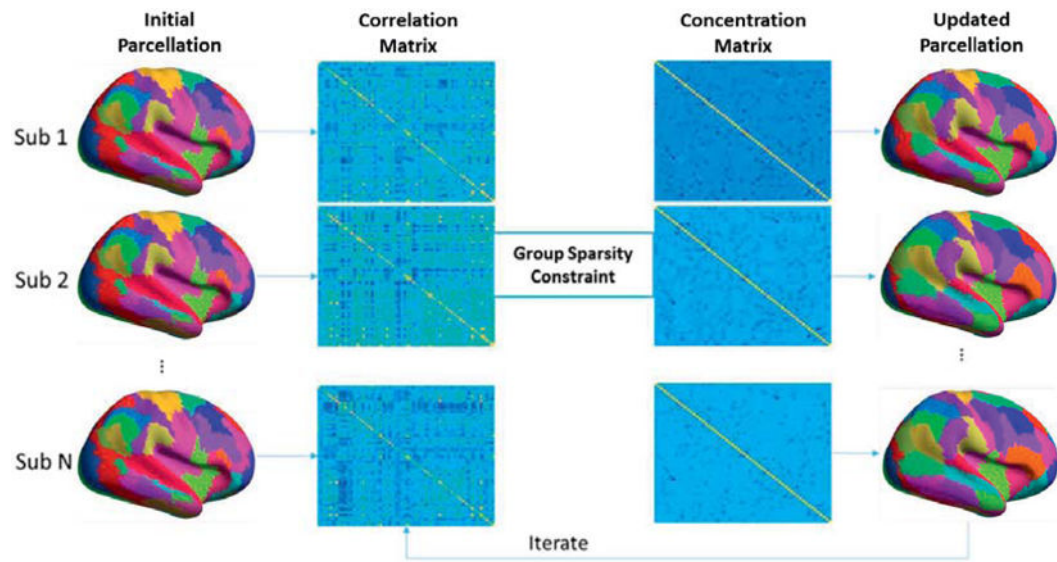 Initial
Parcellation
Correlation
Matrix
Concentration
Matrix
Updated
Parcellation
Sub 1
Sub 2
Group Sparsity
Constraint
...
...
Sub N
Iterate